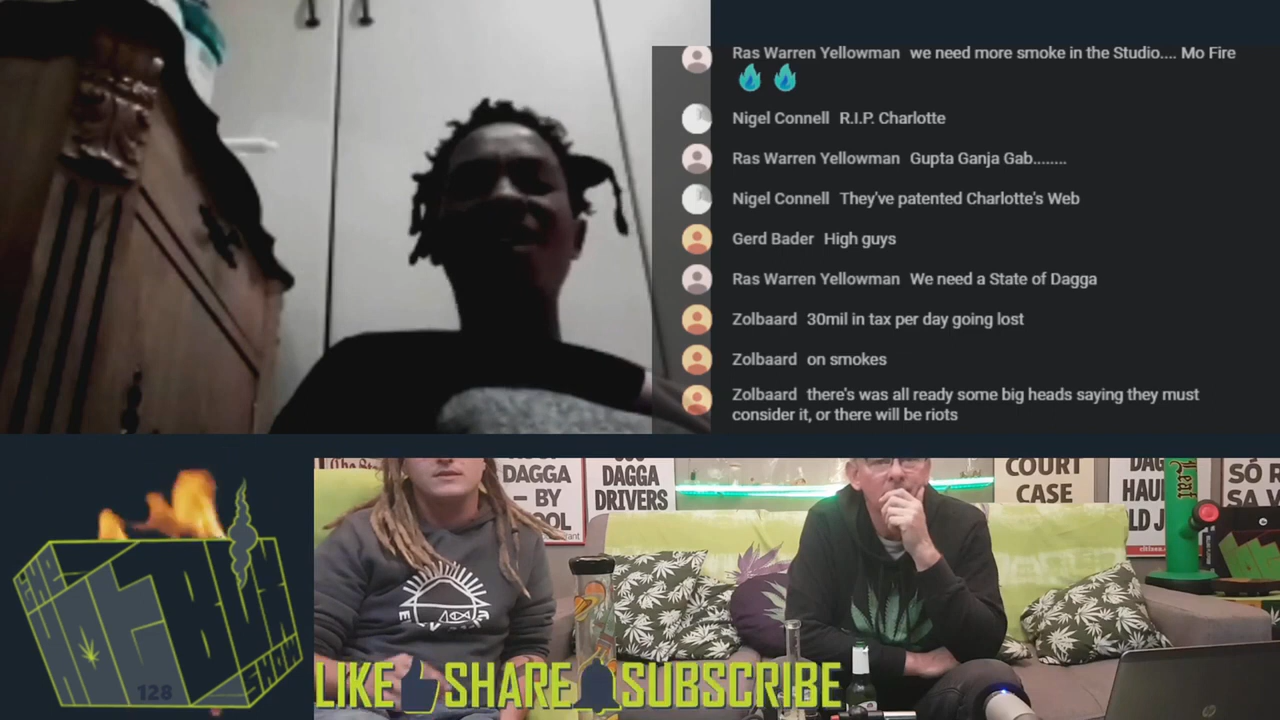 Ras Warren Yellowman we need more smoke in the Studio.... Mo Fire
Nigel Connell R.I.P. Charlotte
Ras Warren Yellowman Gupta Ganja Gab........
Nigel Connell They've patented Charlotte's Web
Gerd Bader High guys
Ras Warren Yellowman We need a State of Dagga
Zolbaard 30mil in tax per day going lost
Zolbaard on smokes
Zolbaard there's was all ready some big heads saying they must
consider it, or there will be riots
DAGGA
– BY
DAGGA
DRIVERS
COURT
CASE
THE
HOT BOX
SHOW
128
LIKE SHARE SUBSCRIBE